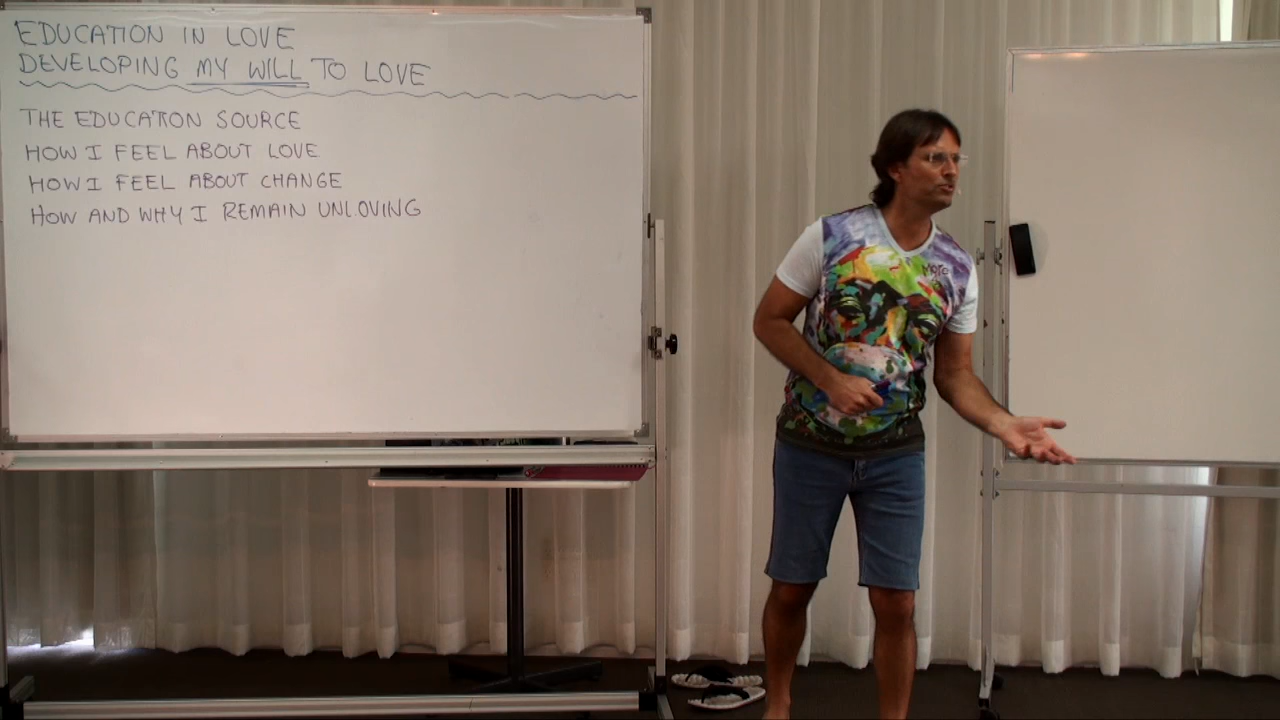 EDUCATION IN LOVE
DEVELOPING MY WILL TO LOVE
THE EDUCATION SOURCE
HOW I FEEL ABOUT LOVE
HOW I FEEL ABOUT CHANGE
HOW AND WHY I REMAIN UNLOVING
More